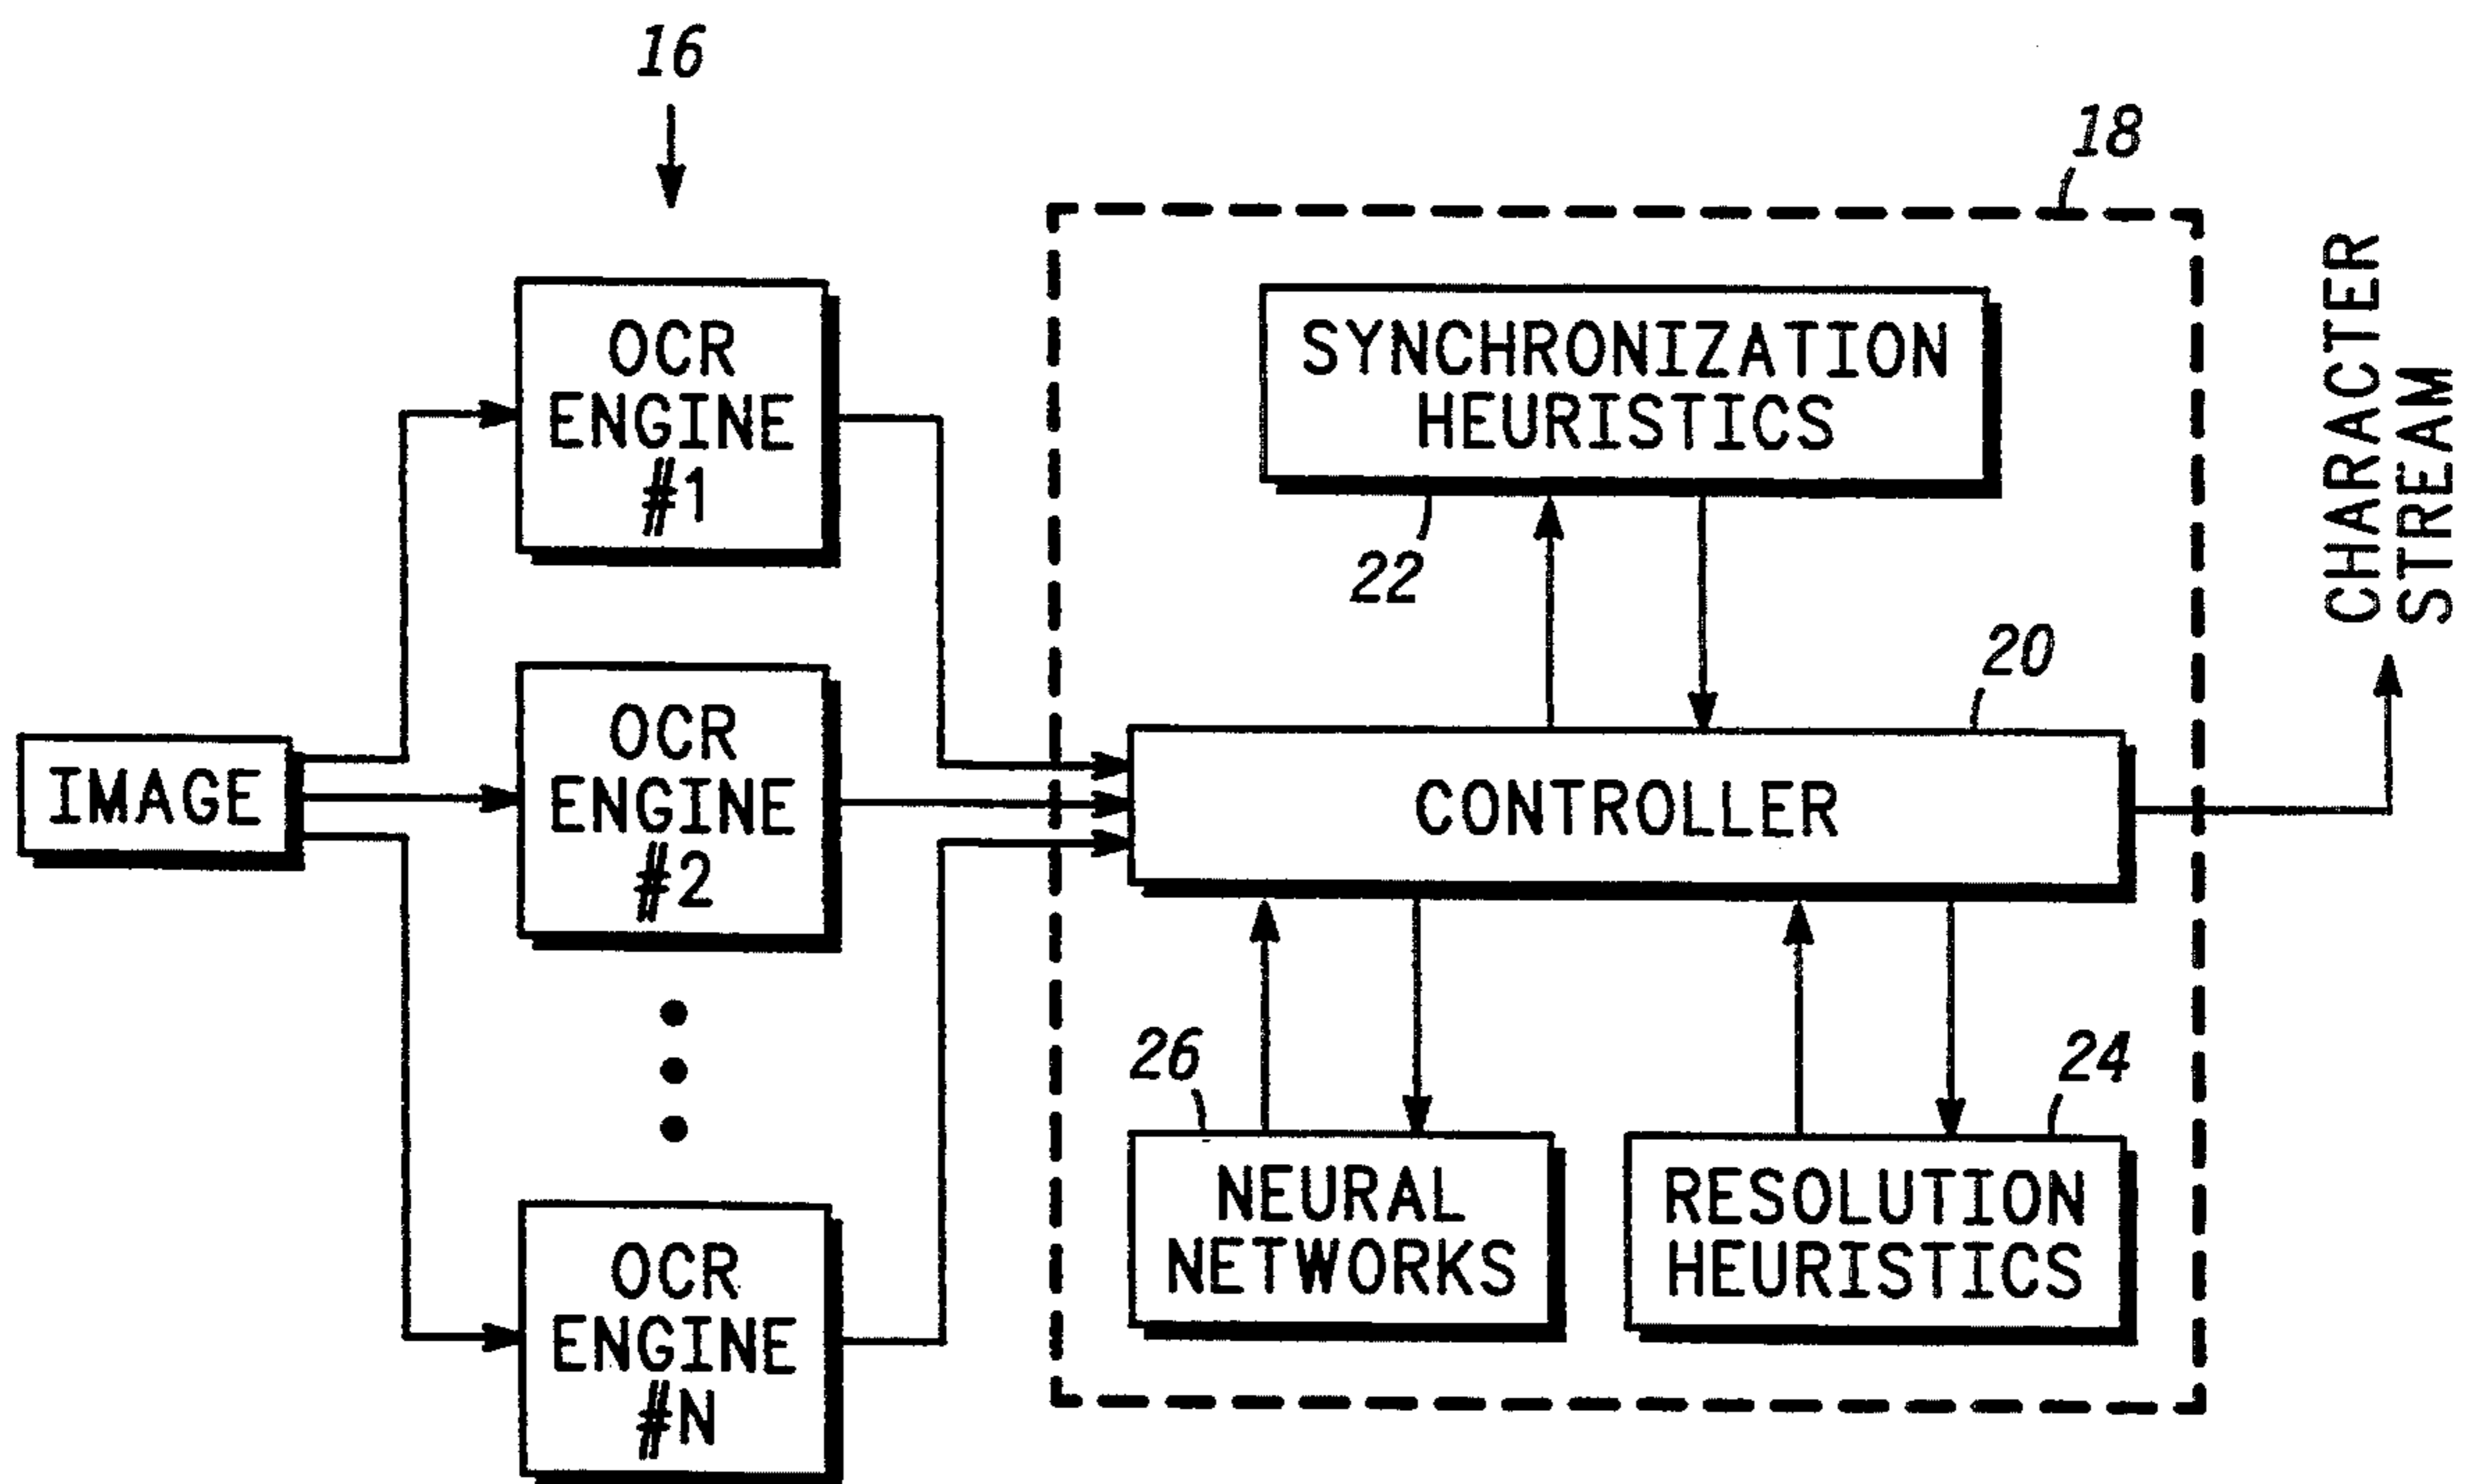 16
18
OCR
ENGINE
#1
SYNCHRONIZATION
HEURISTICS
22
CHARACTER
STREAM
20
IMAGE
OCR
ENGINE
#2
CONTROLLER
26
24
NEURAL
NETWORKS
RESOLUTION
HEURISTICS
OCR
ENGINE
#N